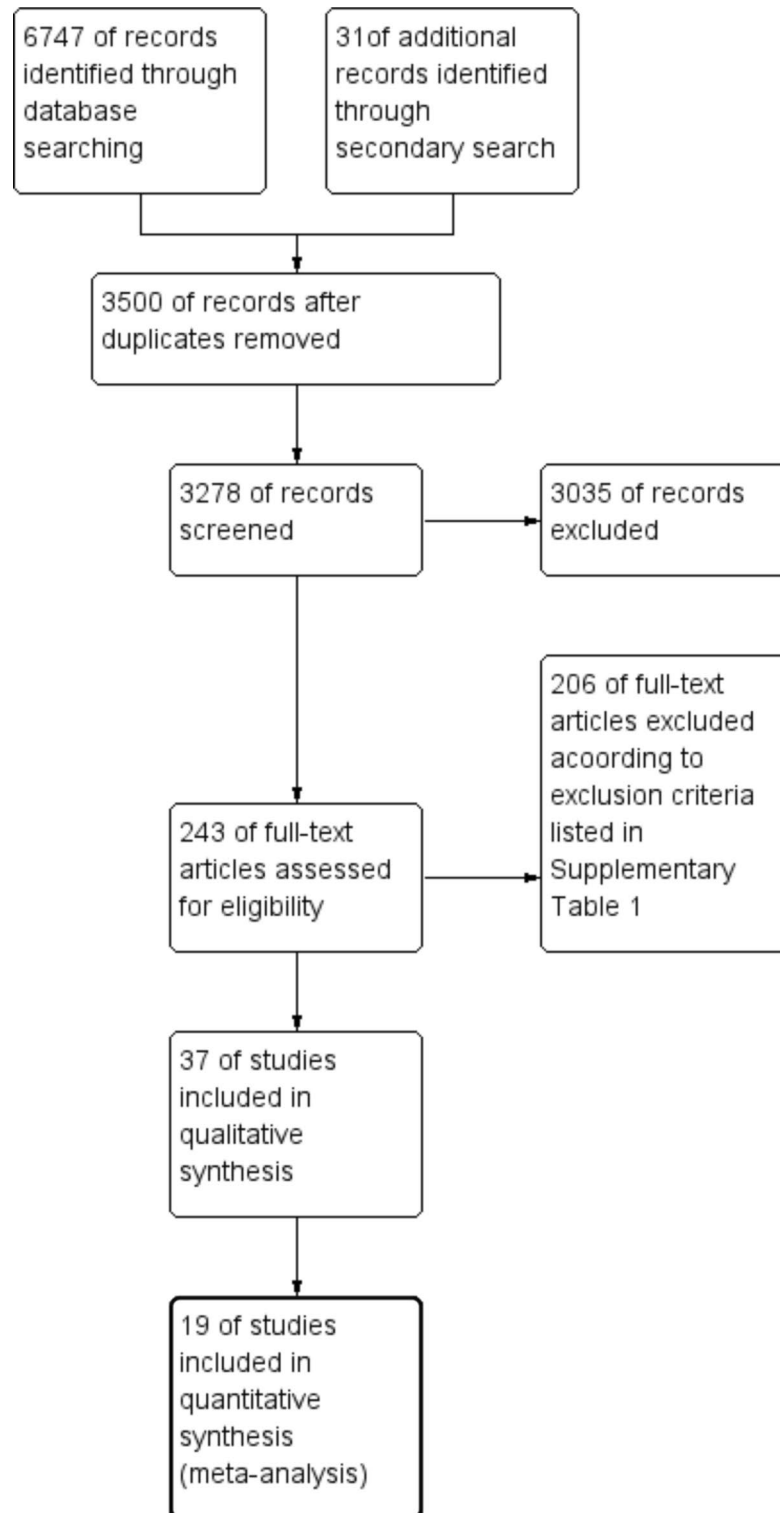 6747 of records
identified through
database
searching
31of additional
records identified
through
secondary search
3500 of records after
duplicates removed
3278 of records
screened
3035 of records
excluded
206 of full-text
articles excluded
acoording to
exclusion criteria
listed in
Supplementary
Table 1
243 of full-text
articles assessed
for eligibility
37 of studies
included in
qualitative
synthesis
19 of studies
included in
quantitative
synthesis
(meta-analysis)